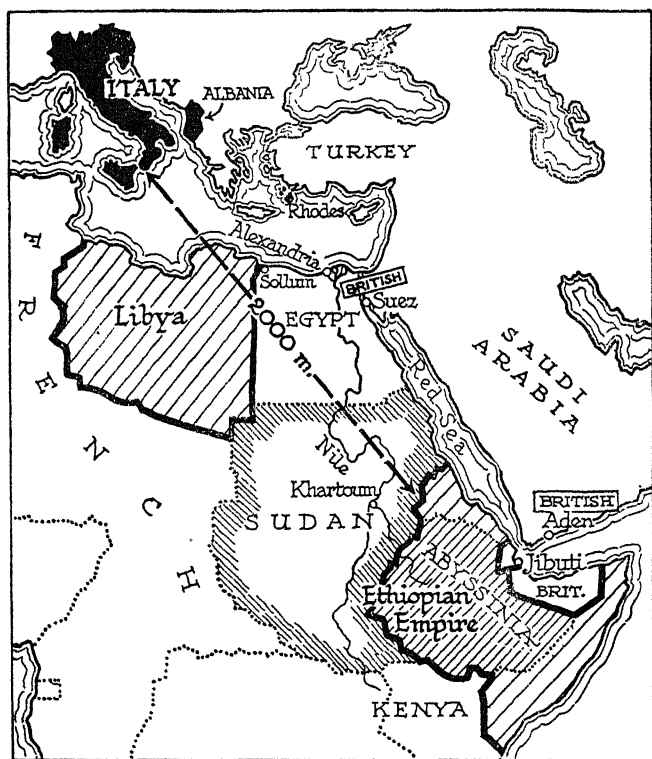 ITALY
ALBANIA
TURKEY
Rhodes
Alexandria
Sollum
BRITISH
Suez
Libya
2000 m.
EGYPT
FRENCH
SAUDI
ARABIA
Red Sea
Nile
Khartoum
SUDAN
BRITISH
Aden
ABYSSINIA
Jibuti
BRIT.
Ethiopian
Empire
KENYA